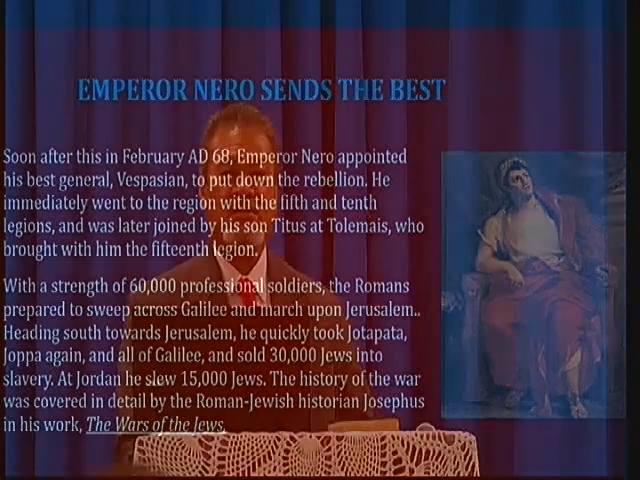 EMPEROR NERO SENDS THE BEST
Soon after this in February AD 68, Emperor Nero appointed
his best general, Vespasian, to put down the rebellion. He
immediately went to the region with the fifth and tenth
legions, and was later joined by his son Titus at Tolemais, who
brought with him the fifteenth legion.
With a strength of 60,000 professional soldiers, the Romans
prepared to sweep across Galilee and march upon Jerusalem..
Heading south towards Jerusalem, he quickly took Jotapata,
Joppa again, and all of Galilee, and sold 30,000 Jews into
slavery. At Jordan he slew 15,000 Jews. The history of the war
was covered in detail by the Roman-Jewish historian Josephus
in his work, The Wars of the Jews,